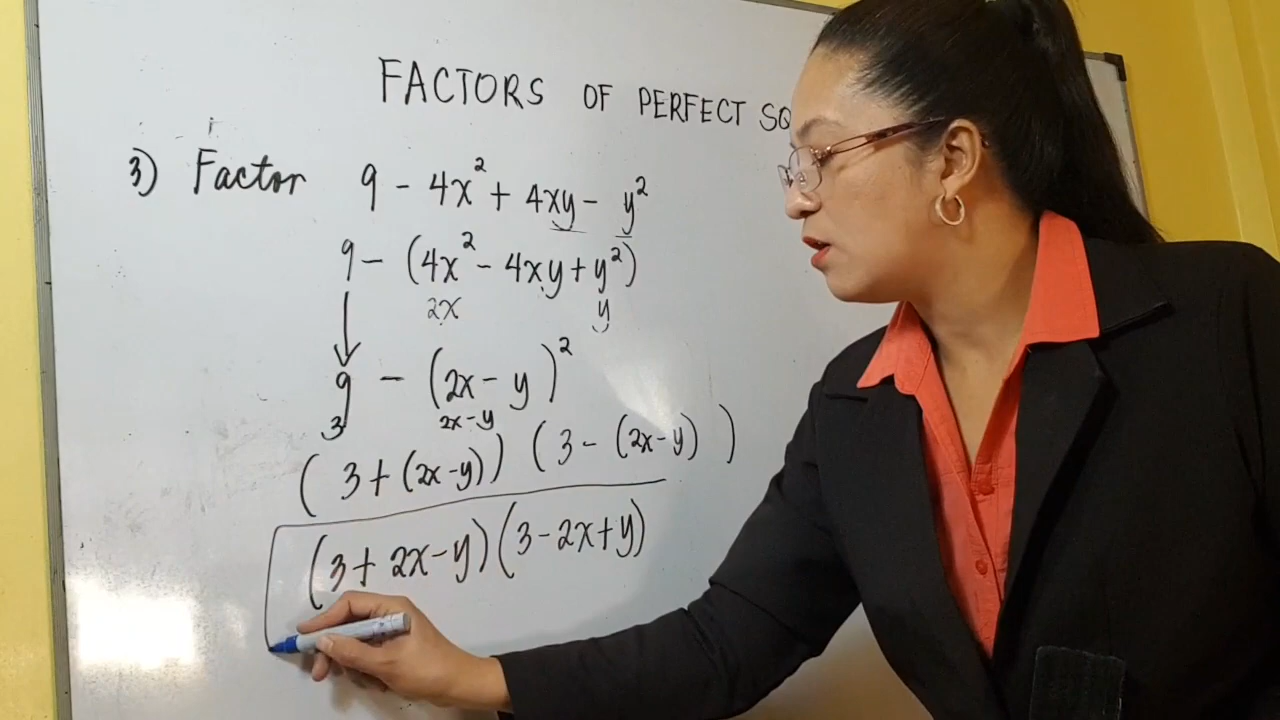 FACTORS OF PERFECT SQ
3) Factor 9 - 4x² + 4xy - y²
9 - (4x² - 4xy + y²)
2x y
9 - (2x - y)²
3 2x-y
(3 + (2x-y)) (3 - (2x-y))
(3 + 2x - y)(3 - 2x + y)